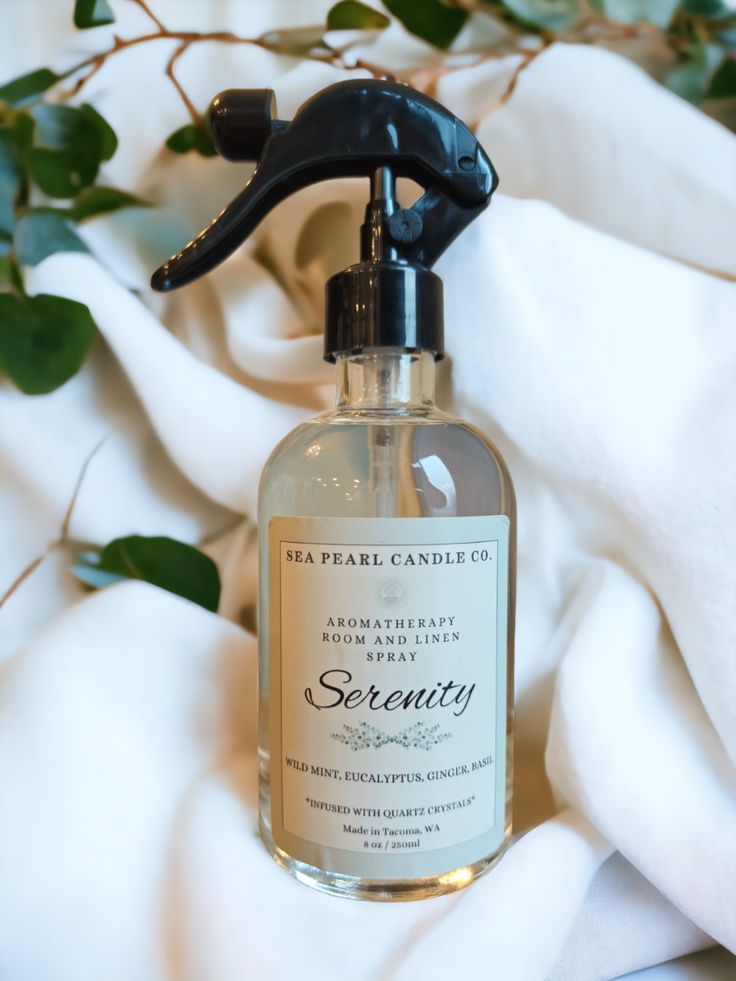 SEA PEARL CANDLE CO.
AROMATHERAPY
ROOM AND LINEN
SPRAY
Serenity
WILD MINT, EUCALYPTUS, GINGER, BASIL
*INFUSED WITH QUARTZ CRYSTALS*
Made in Tacoma, WA
8 oz / 250ml